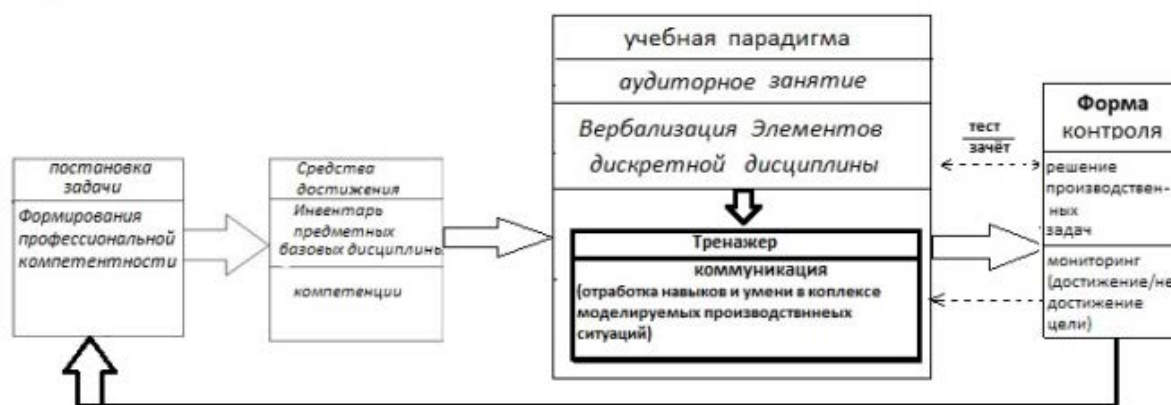 постановка
задачи
Формирования
профессиональной
компетентности
Средства
достижения
Инвентарь
предметных
базовых дисциплины
компетенции
учебная парадигма
аудиторное занятие
Вербализация Элементов
дискретной дисциплины
Тренажер
коммуникация
(отработка навыков и умени в коплексе
моделируемых производствннеых
ситуаций)
тест
зачёт
Форма
контроля
решение
производствен-
ных
задач
мониторинг
(достижение/не
достижение
цели)